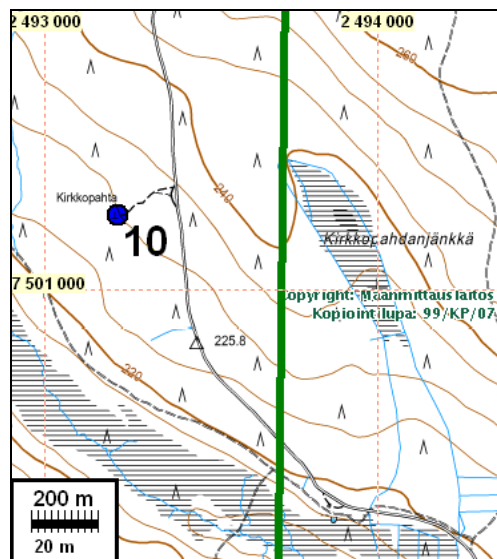 2 493 000
2 494 000
260
Kirkkopahta
240
10
Kirkkopahdanjänkkä
7 501 000
Copyright: Maanmittauslaitos
Kopiointilupa: 99/KP/07
225.8
220
200 m
20 m